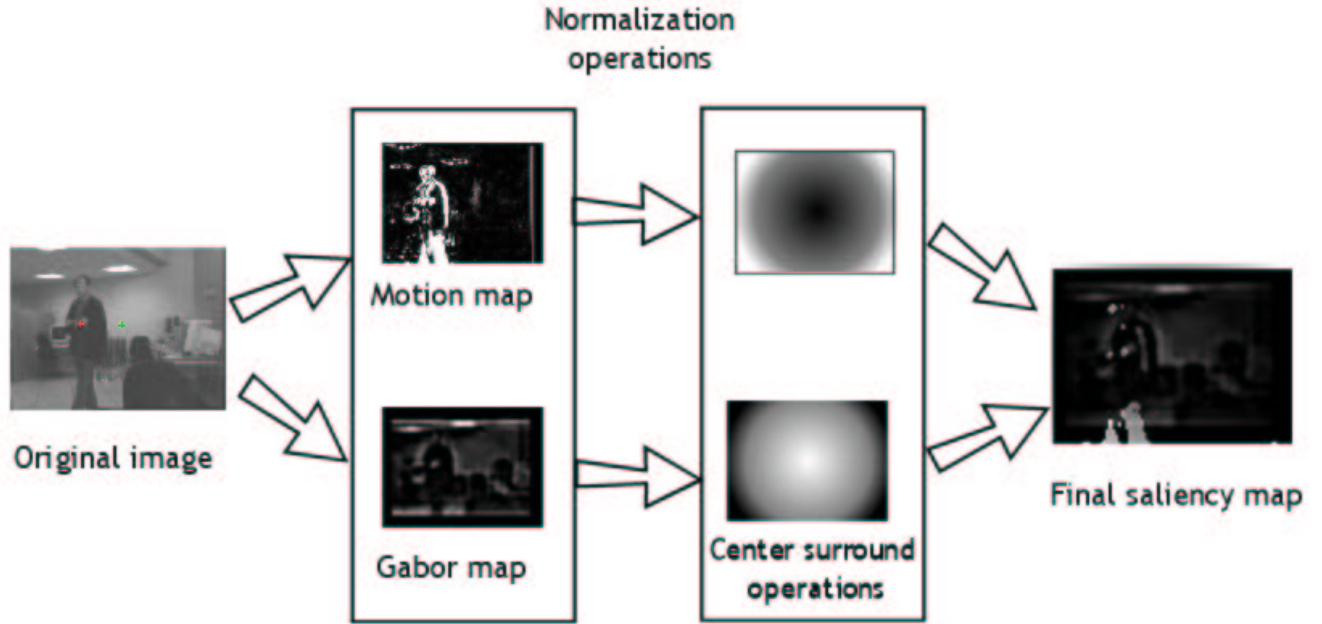 Normalization
operations
Motion map
Original image
Gabor map
Center surround
operations
Final saliency map